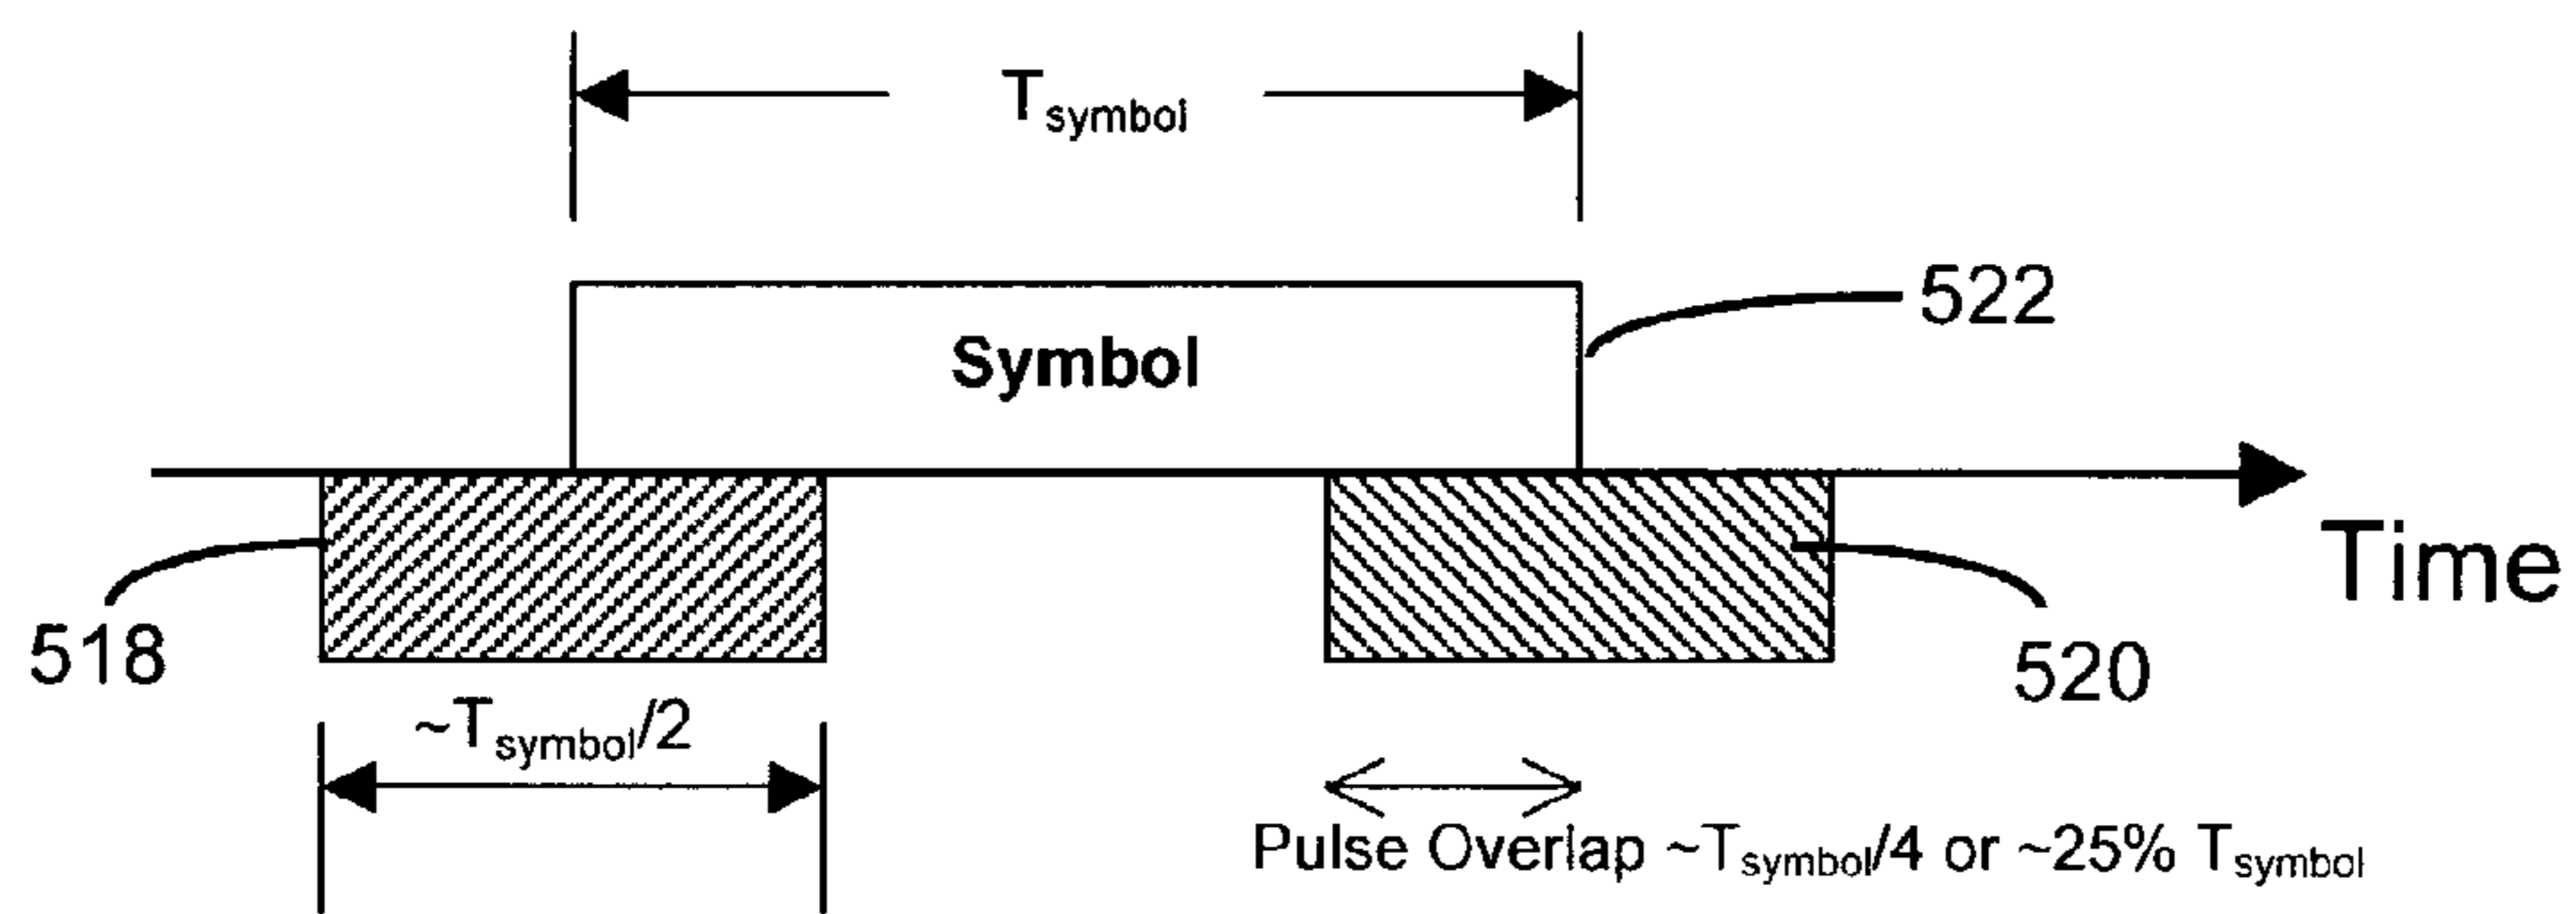 Tsymbol
522
Symbol
Time
518
520
~Tsymbol/2
Pulse Overlap ~Tsymbol/4 or ~25% Tsymbol